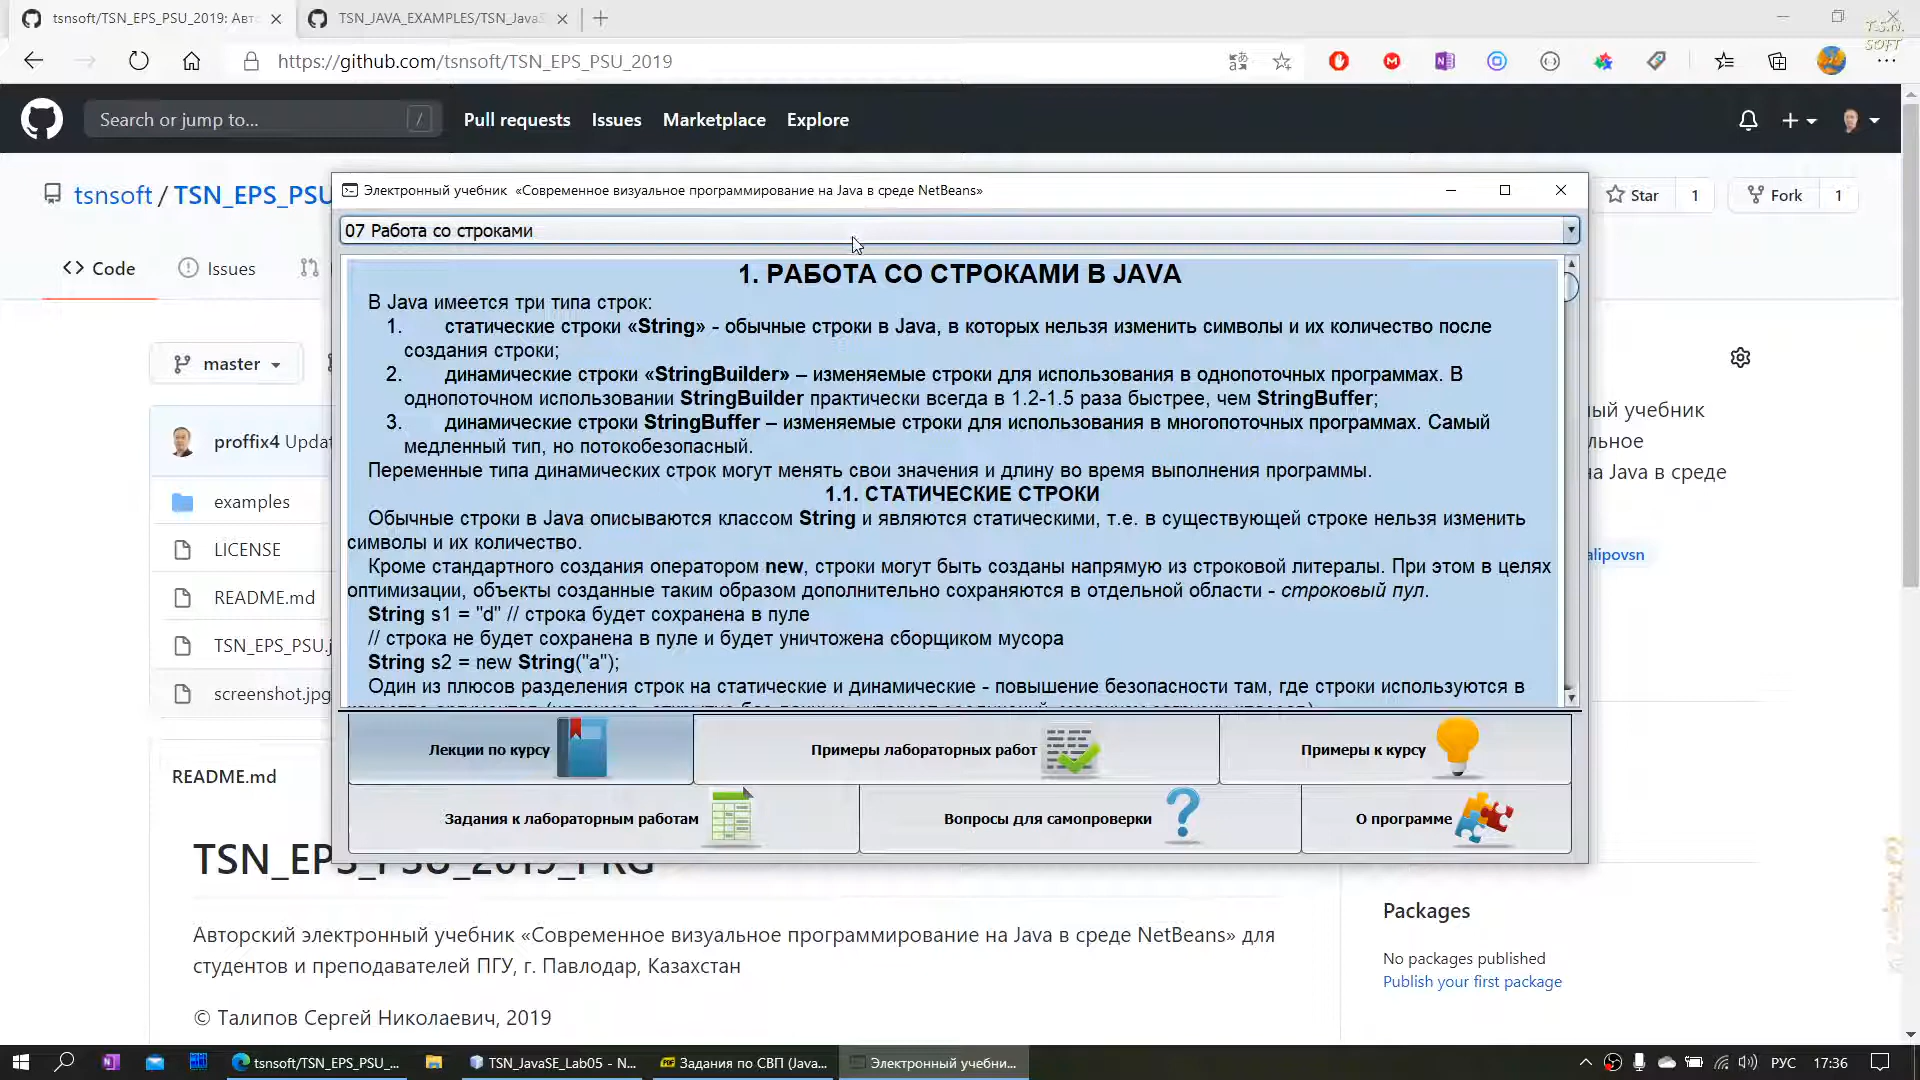 tsnsoft/TSN_EPS_PSU_2019: Авт
TSN_JAVA_EXAMPLES/TSN_JavaS
T.S.N.
SOFT
https://github.com/tsnsoft/TSN_EPS_PSU_2019
Search or jump to...
/
Pull requests
Issues
Marketplace
Explore
tsnsoft / TSN_EPS_PSU
Электронный учебник «Современное визуальное программирование на Java в среде NetBeans»
Star 1
Fork 1
07 Работа со строками
Code
Issues
1. РАБОТА СО СТРОКАМИ В JAVA
В Java имеется три типа строк:
1. статические строки «String» - обычные строки в Java, в которых нельзя изменить символы и их количество после
создания строки;
2. динамические строки «StringBuilder» – изменяемые строки для использования в однопоточных программах. В
однопоточном использовании StringBuilder практически всегда в 1.2-1.5 раза быстрее, чем StringBuffer;
3. динамические строки StringBuffer – изменяемые строки для использования в многопоточных программах. Самый
медленный тип, но потокобезопасный.
Переменные типа динамических строк могут менять свои значения и длину во время выполнения программы.
1.1. СТАТИЧЕСКИЕ СТРОКИ
Обычные строки в Java описываются классом String и являются статическими, т.е. в существующей строке нельзя изменить
символы и их количество.
Кроме стандартного создания оператором new, строки могут быть созданы напрямую из строковой литералы. При этом в целях
оптимизации, объекты созданные таким образом дополнительно сохраняются в отдельной области - строковый пул.
String s1 = "d" // строка будет сохранена в пуле
// строка не будет сохранена в пуле и будет уничтожена сборщиком мусора
String s2 = new String("a");
Один из плюсов разделения строк на статические и динамические - повышение безопасности там, где строки используются в
master
ый учебник
льное
на Java в среде
alipovsn
proffix4 Updat
examples
LICENSE
README.md
TSN_EPS_PSU.j
screenshot.jpg
Лекции по курсу
Примеры лабораторных работ
Примеры к курсу
Задания к лабораторным работам
Вопросы для самопроверки
О программе
README.md
TSN_EPS_PSU_2019_PRG
Авторский электронный учебник «Современное визуальное программирование на Java в среде NetBeans» для
студентов и преподавателей ПГУ, г. Павлодар, Казахстан
© Талипов Сергей Николаевич, 2019
Packages
No packages published
Publish your first package
tsnsoft/TSN_EPS_PSU_...
TSN_JavaSE_Lab05 - N...
Задания по СВП (Java...
Электронный учебни...
РУС
17:36